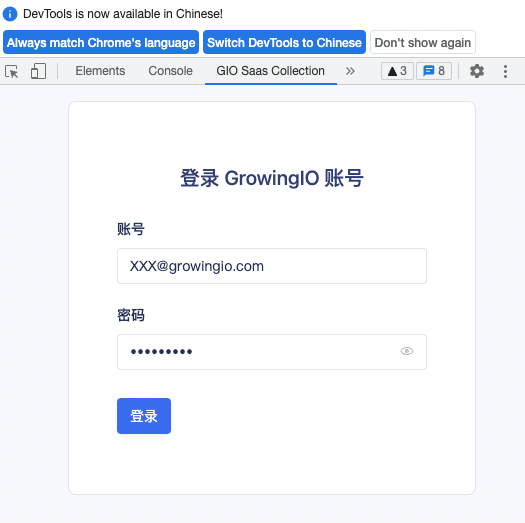 DevTools is now available in Chinese!
Always match Chrome's language Switch DevTools to Chinese Don't show again
Elements Console GIO Saas Collection » 3 8
登录 GrowingIO 账号
账号
XXX@growingio.com
密码
•••••••••
登录